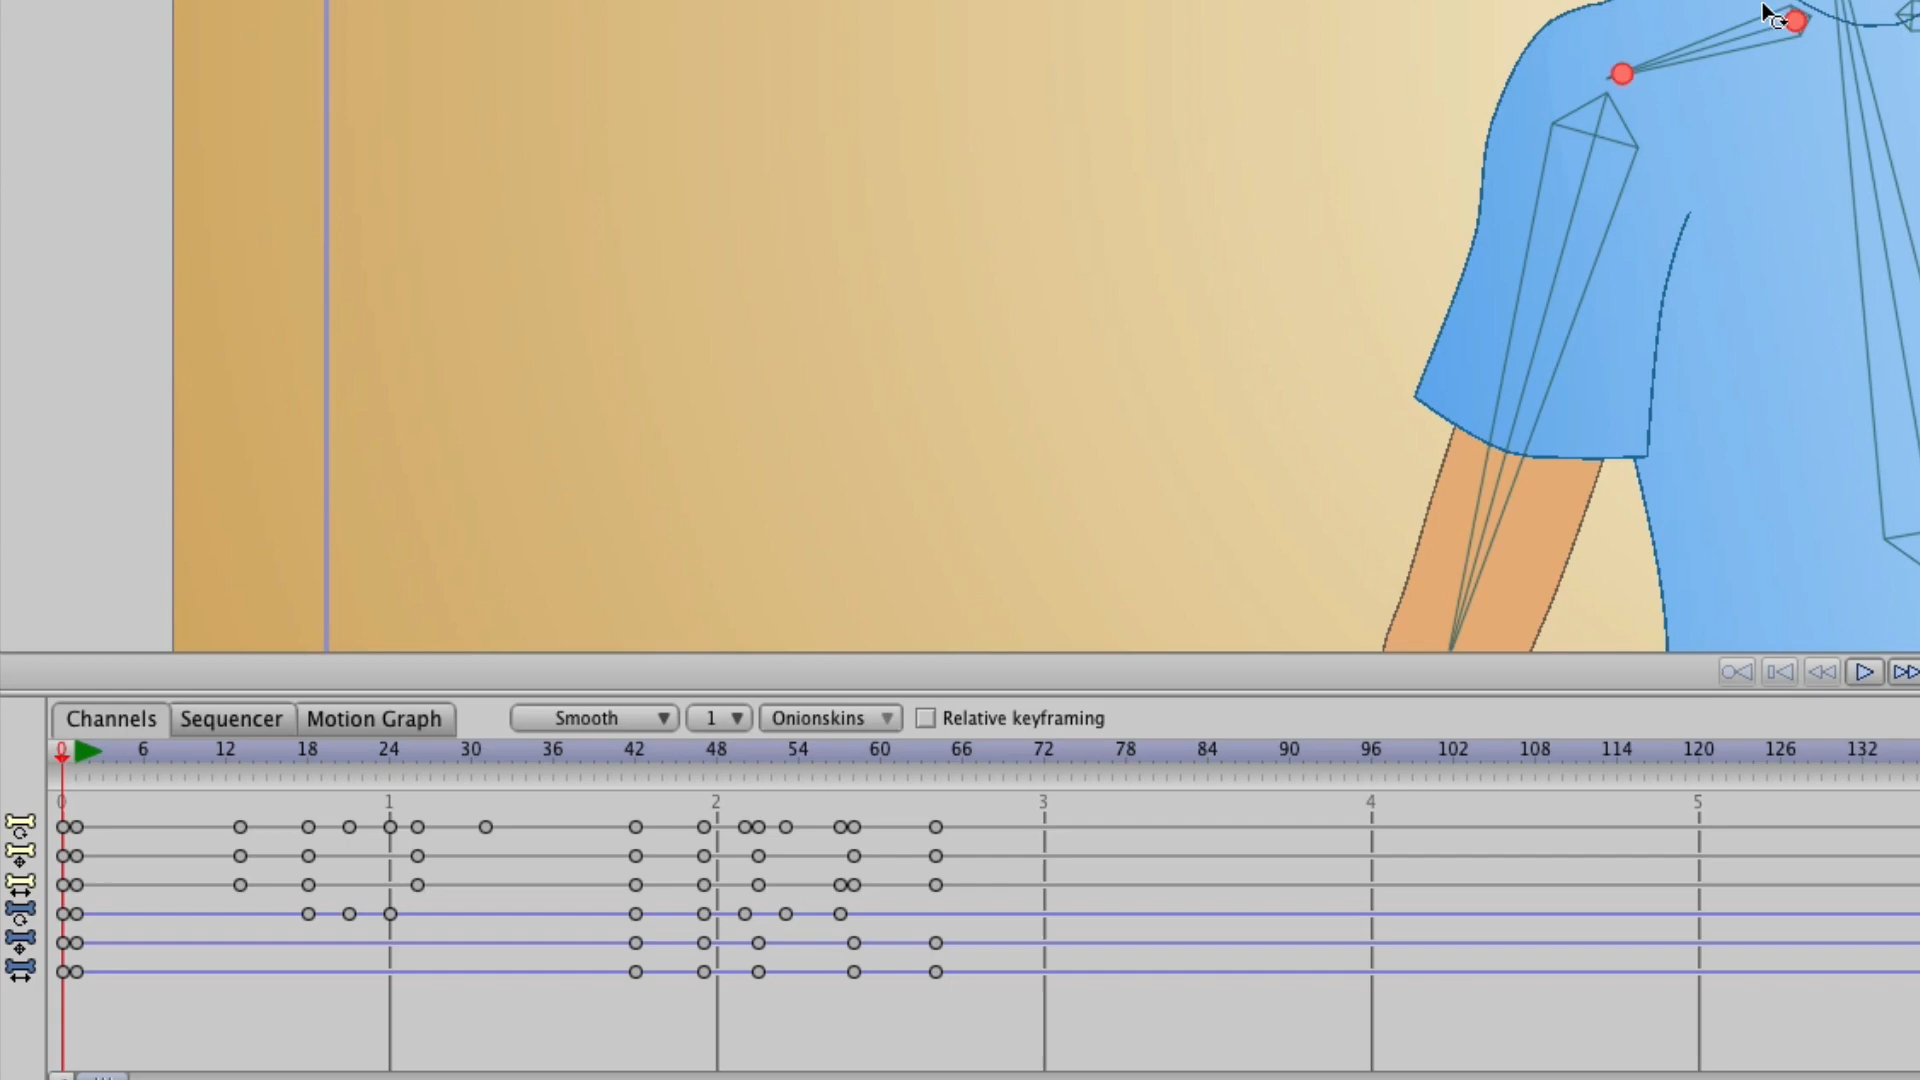 Channels Sequencer Motion Graph Smooth 1 Onionskins Relative keyframing
0 6 12 18 24 30 36 42 48 54 60 66 72 78 84 90 96 102 108 114 120 126 132
0 1 2 3 4 5